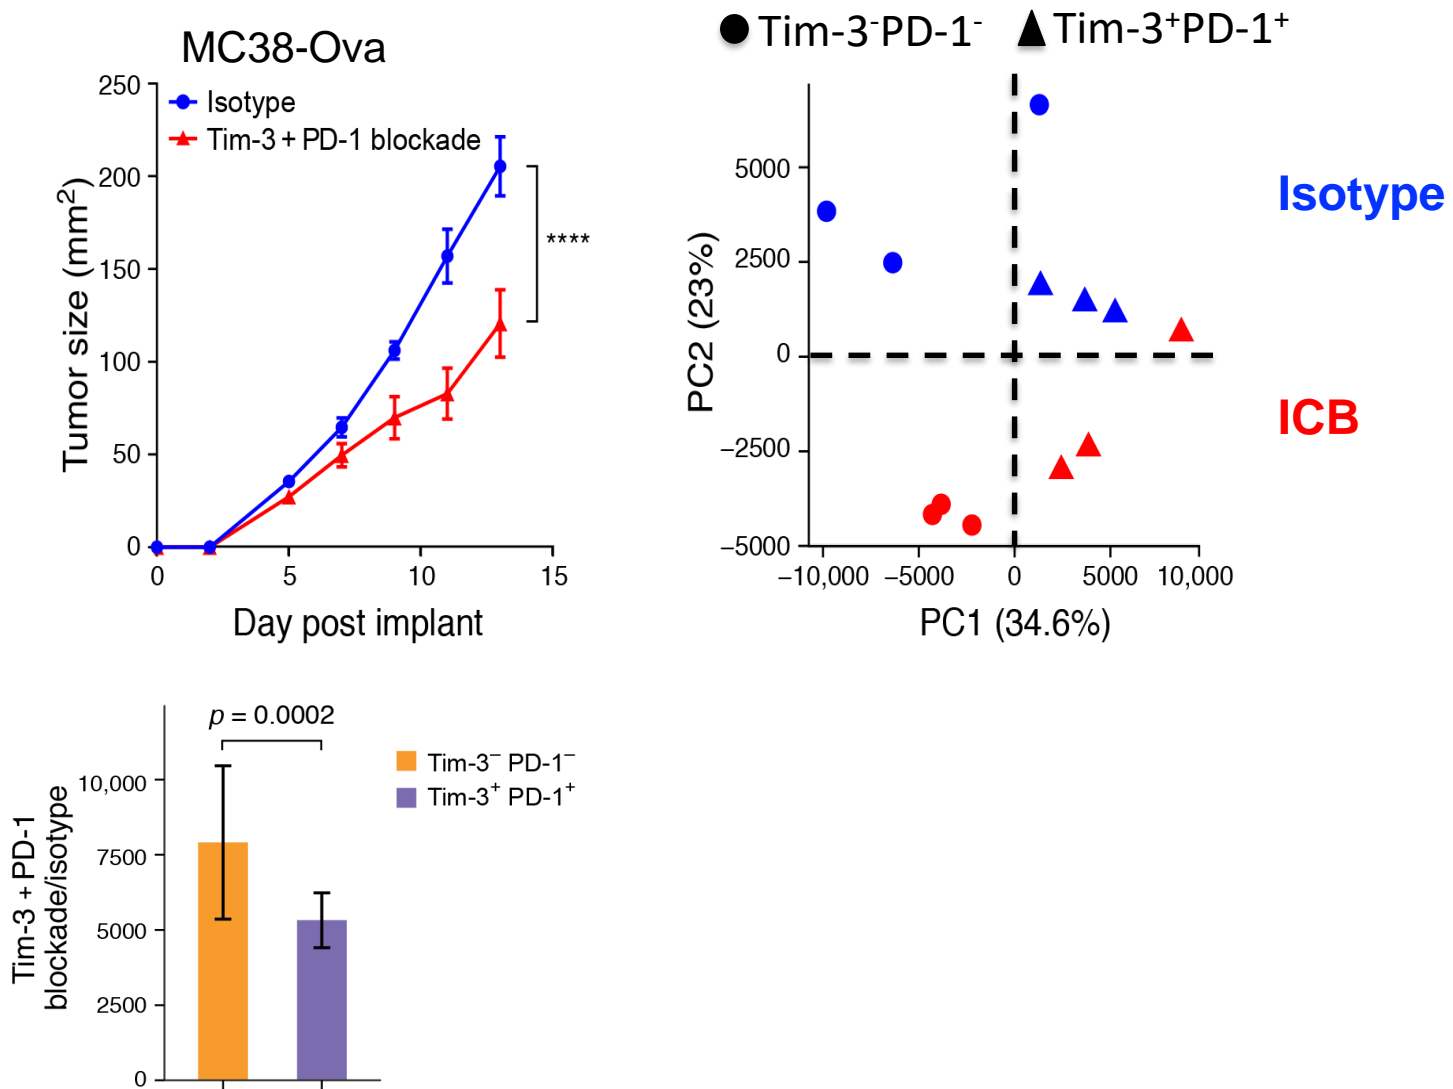 MC38-Ova
Isotype
Tim-3 + PD-1 blockade
250
200
150
100
50
0
Tumor size (mm²)
****
0 5 10 15
Day post implant
Tim-3⁻PD-1⁻ Tim-3⁺PD-1⁺
5000
2500
0
−2500
−5000
PC2 (23%)
−10,000 −5000 0 5000 10,000
PC1 (34.6%)
Isotype
ICB
p = 0.0002
Tim-3⁻ PD-1⁻
Tim-3⁺ PD-1⁺
10,000
7500
5000
2500
0
Tim-3 + PD-1
blockade/isotype